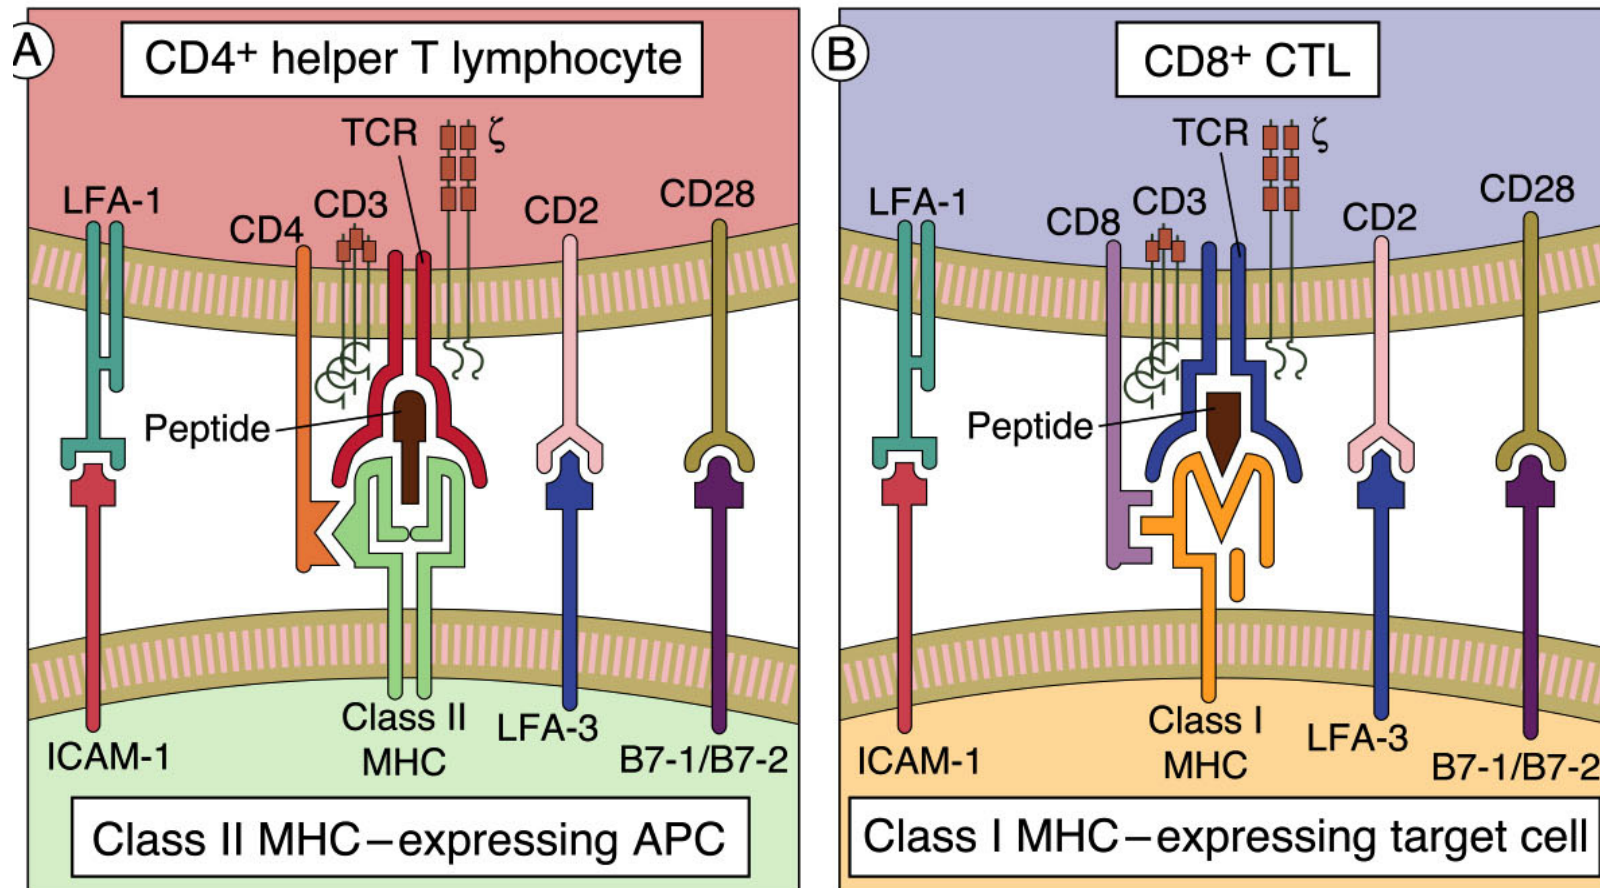 A
CD4+ helper T lymphocyte
TCR
ζ
LFA-1
CD4
CD3
CD2
CD28
Peptide
ICAM-1
Class II
MHC
LFA-3
B7-1/B7-2
Class II MHC–expressing APC
B
CD8+ CTL
TCR
ζ
LFA-1
CD8
CD3
CD2
CD28
Peptide
ICAM-1
Class I
MHC
LFA-3
B7-1/B7-2
Class I MHC–expressing target cell